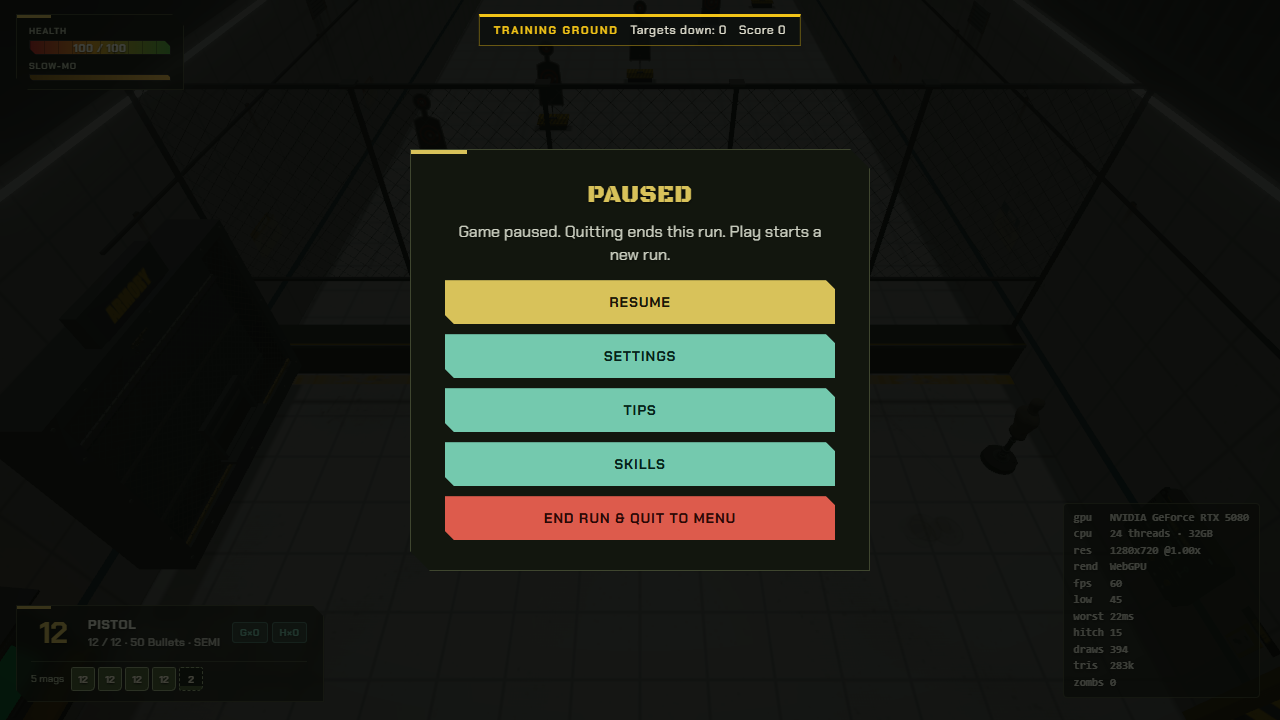 HEALTH
100 / 100
SLOW-MO
TRAINING GROUND Targets down: 0 Score 0
ARMORY
PAUSED
Game paused. Quitting ends this run. Play starts a
new run.
RESUME
SETTINGS
TIPS
SKILLS
END RUN & QUIT TO MENU
12
PISTOL
12 / 12 · 50 Bullets · SEMI
G×0 H×0
5 mags 12 12 12 12 2
gpu NVIDIA GeForce RTX 5080
cpu 24 threads · 32GB
res 1280x720 @1.00x
rend WebGPU
fps 60
low 45
worst 22ms
hitch 15
draws 394
tris 283k
zombs 0